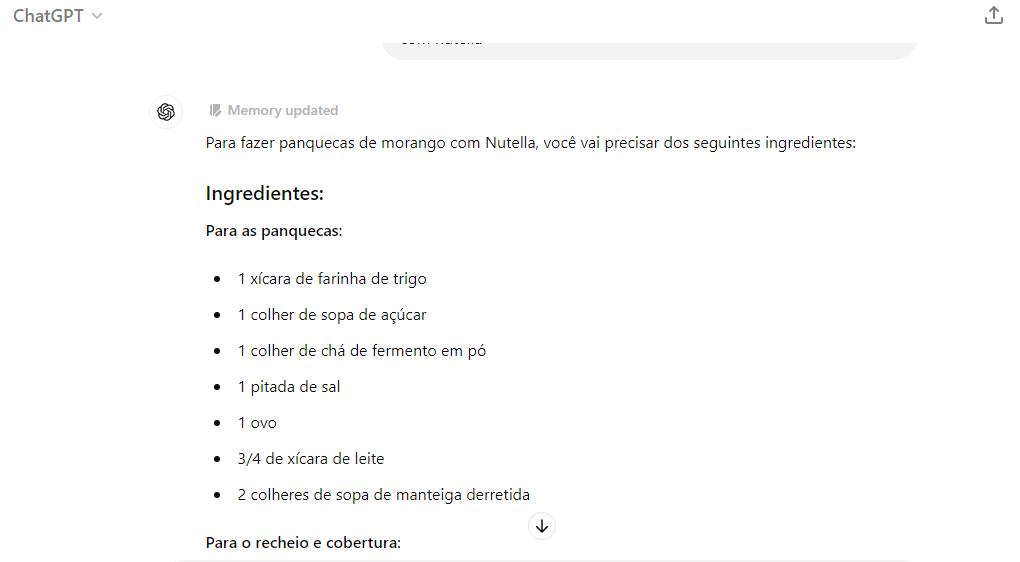 ChatGPT
com nutella
Memory updated
Para fazer panquecas de morango com Nutella, você vai precisar dos seguintes ingredientes:
Ingredientes:
Para as panquecas:
1 xícara de farinha de trigo
1 colher de sopa de açúcar
1 colher de chá de fermento em pó
1 pitada de sal
1 ovo
3/4 de xícara de leite
2 colheres de sopa de manteiga derretida
Para o recheio e cobertura: